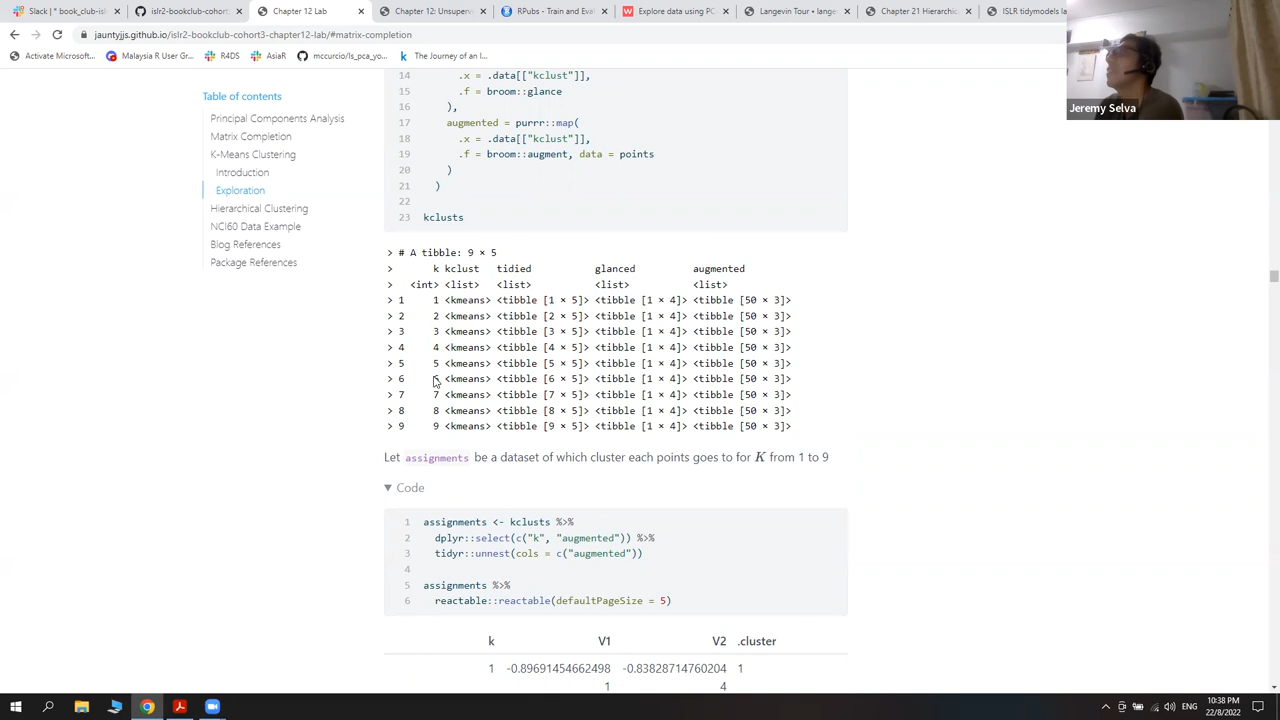 Slack | book_club-islr
islr2-bookclub-cohort3
Chapter 12 Lab
Chapter 12: Unsuperv
RPubs - Train and Eval
Explore data using PC
Langevin Tour • lange
Chapter 21 Hierarchic
ISLR tidymodels la
jauntyjjs.github.io/islr2-bookclub-cohort3-chapter12-lab/#matrix-completion
Activate Microsoft...
Malaysia R User Gr...
R4DS
AsiaR
mccurcio/Is_pca_yo...
The Journey of an I...
Jeremy Selva
Table of contents
Principal Components Analysis
Matrix Completion
K-Means Clustering
Introduction
Exploration
Hierarchical Clustering
NCI60 Data Example
Blog References
Package References
14 .x = .data[["kclust"]],
15 .f = broom::glance
16 ),
17 augmented = purrr::map(
18 .x = .data[["kclust"]],
19 .f = broom::augment, data = points
20 )
21 )
22
23 kclusts
> # A tibble: 9 × 5
> k kclust tidied glanced augmented
> <int> <list> <list> <list> <list>
> 1 1 <kmeans> <tibble [1 × 5]> <tibble [1 × 4]> <tibble [50 × 3]>
> 2 2 <kmeans> <tibble [2 × 5]> <tibble [1 × 4]> <tibble [50 × 3]>
> 3 3 <kmeans> <tibble [3 × 5]> <tibble [1 × 4]> <tibble [50 × 3]>
> 4 4 <kmeans> <tibble [4 × 5]> <tibble [1 × 4]> <tibble [50 × 3]>
> 5 5 <kmeans> <tibble [5 × 5]> <tibble [1 × 4]> <tibble [50 × 3]>
> 6 6 <kmeans> <tibble [6 × 5]> <tibble [1 × 4]> <tibble [50 × 3]>
> 7 7 <kmeans> <tibble [7 × 5]> <tibble [1 × 4]> <tibble [50 × 3]>
> 8 8 <kmeans> <tibble [8 × 5]> <tibble [1 × 4]> <tibble [50 × 3]>
> 9 9 <kmeans> <tibble [9 × 5]> <tibble [1 × 4]> <tibble [50 × 3]>
Let assignments be a dataset of which cluster each points goes to for K from 1 to 9
▼ Code
1 assignments <- kclusts %>%
2 dplyr::select(c("k", "augmented")) %>%
3 tidyr::unnest(cols = c("augmented"))
4
5 assignments %>%
6 reactable::reactable(defaultPageSize = 5)
k V1 V2 .cluster
1 -0.89691454662498 -0.83828714760204 1
1 4
ENG
10:38 PM
22/8/2022